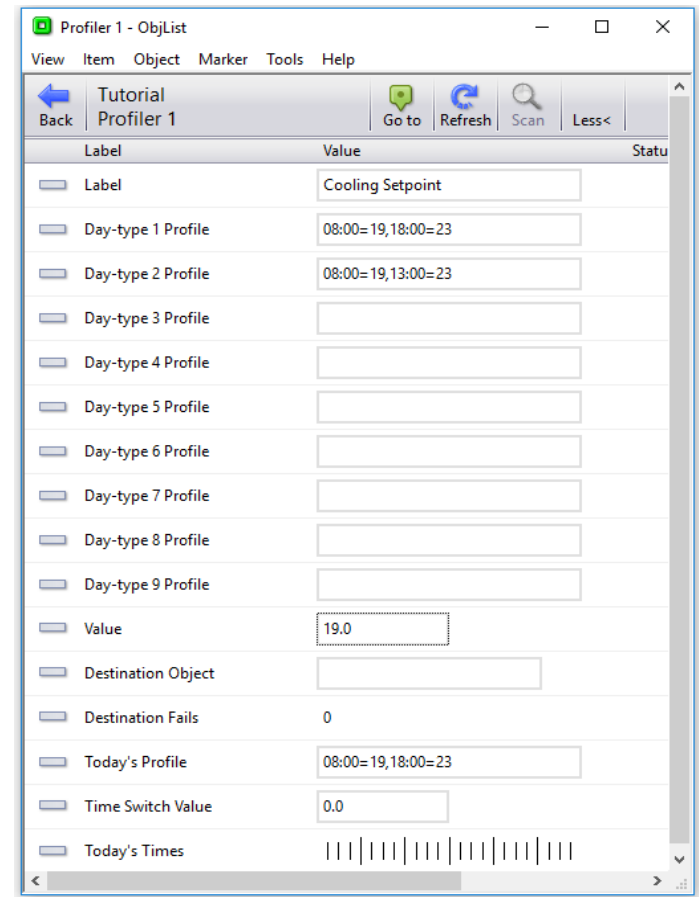 Profiler 1 - ObjList
View Item Object Marker Tools Help
Tutorial
Profiler 1
Back Go to Refresh Scan Less<
Label Value Statu
Label Cooling Setpoint
Day-type 1 Profile 08:00=19,18:00=23
Day-type 2 Profile 08:00=19,13:00=23
Day-type 3 Profile
Day-type 4 Profile
Day-type 5 Profile
Day-type 6 Profile
Day-type 7 Profile
Day-type 8 Profile
Day-type 9 Profile
Value 19.0
Destination Object
Destination Fails 0
Today's Profile 08:00=19,18:00=23
Time Switch Value 0.0
Today's Times